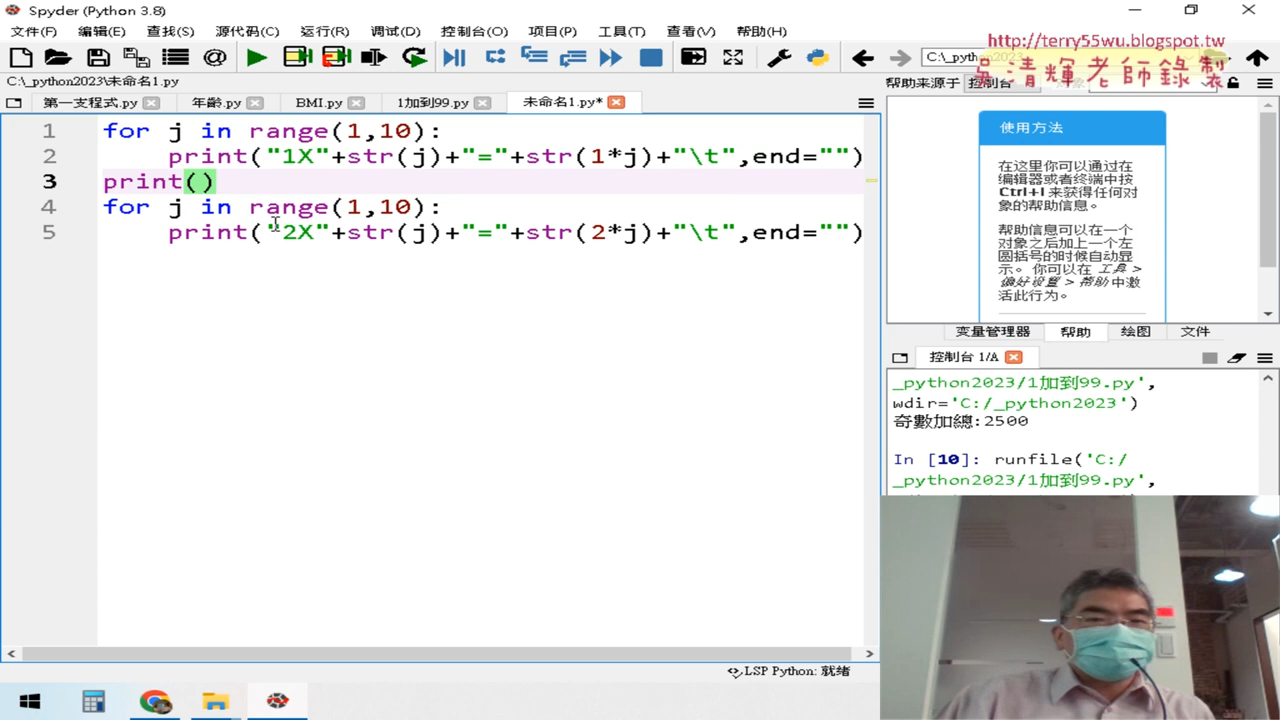 Spyder (Python 3.8)
文件(F) 编辑(E) 查找(S) 源代码(C) 运行(R) 调试(D) 控制台(O) 项目(P) 工具(T) 查看(V) 帮助(H)
http://terry55wu.blogspot.tw
吳清輝老師錄製
C:\_python2023\未命名1.py
第一支程式.py 年齡.py BMI.py 1加到99.py 未命名1.py*
1 for j in range(1,10):
2 print("1X"+str(j)+"="+str(1*j)+"\t",end="")
3 print()
4 for j in range(1,10):
5 print("2X"+str(j)+"="+str(2*j)+"\t",end="")
帮助来源于 控制台
使用方法
在这里你可以通过在
编辑器或者终端中按
Ctrl+I 来获得任何对
象的帮助信息。
帮助信息可以在一个
对象之后加上一个左
圆括号的时候自动显
示。 你可以在 工具 >
偏好设置 > 帮助 中激
活此行为。
变量管理器 帮助 绘图 文件
控制台 1/A
_python2023/1加到99.py',
wdir='C:/_python2023')
奇數加總:2500
In [10]: runfile('C:/
_python2023/1加到99.py',
LSP Python: 就绪